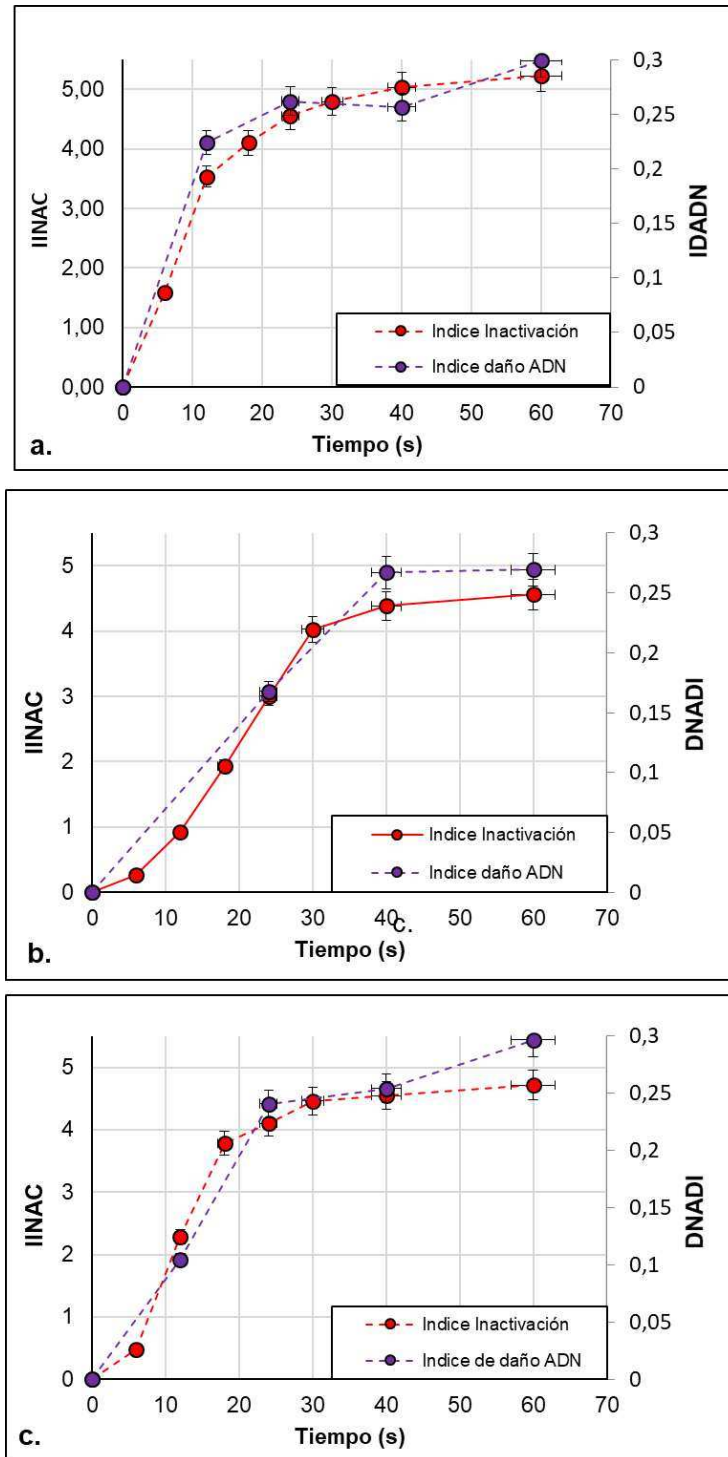 5,00
4,00
3,00
2,00
1,00
0,00
IINAC
0,3
0,25
0,2
0,15
0,1
0,05
0
IDADN
Indice Inactivación
Indice daño ADN
0 10 20 30 40 50 60 70
Tiempo (s)
a.
5
4
3
2
1
0
IINAC
0,3
0,25
0,2
0,15
0,1
0,05
0
DNADI
Indice Inactivación
Indice daño ADN
0 10 20 30 40 50 60 70
c.
Tiempo (s)
b.
5
4
3
2
1
0
IINAC
0,3
0,25
0,2
0,15
0,1
0,05
0
DNADI
Indice Inactivación
Indice de daño ADN
0 10 20 30 40 50 60 70
Tiempo (s)
c.